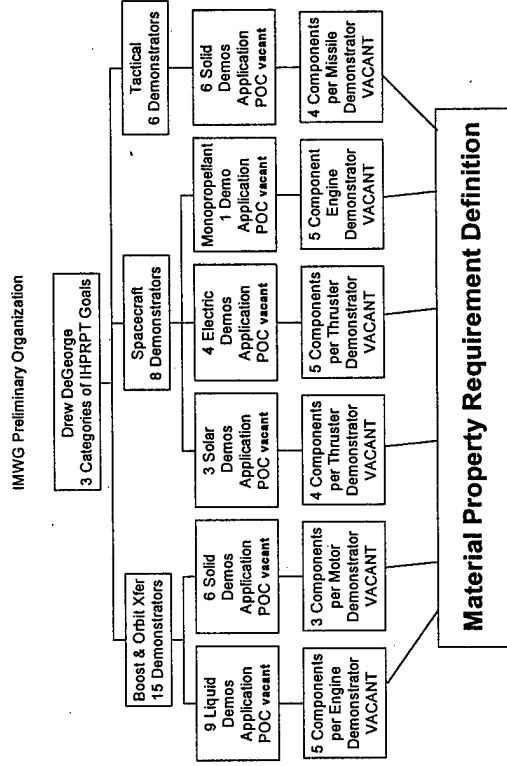 IMWG Preliminary Organization
Drew DeGeorge
3 Categories of IHPRPT Goals
Boost & Orbit Xfer
15 Demonstrators
Spacecraft
8 Demonstrators
Tactical
6 Demonstrators
9 Liquid
Demos
Application
POC vacant
6 Solid
Demos
Application
POC vacant
3 Solar
Demos
Application
POC vacant
4 Electric
Demos
Application
POC vacant
Monopropellant
1 Demo
Application
POC vacant
6 Solid
Demos
Application
POC vacant
5 Components
per Engine
Demonstrator
VACANT
3 Components
per Motor
Demonstrator
VACANT
4 Components
per Thruster
Demonstrator
VACANT
5 Components
per Thruster
Demonstrator
VACANT
5 Component
Engine
Demonstrator
VACANT
4 Components
per Missile
Demonstrator
VACANT
Material Property Requirement Definition